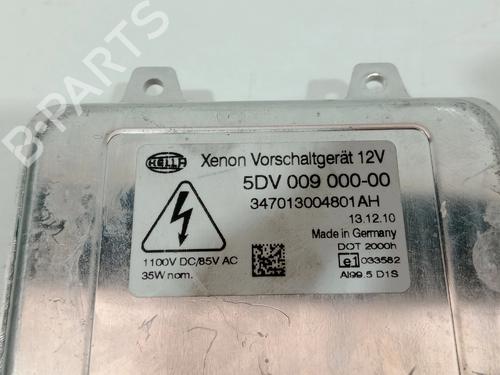 B-PARTS
HELLA
Xenon Vorschaltgerät 12V
5DV 009 000-00
347013004801AH
13.12.10
Made in Germany
DOT 2000h
1100V DC/85V AC
e1 033582
35W nom.
Al99.5 D1S